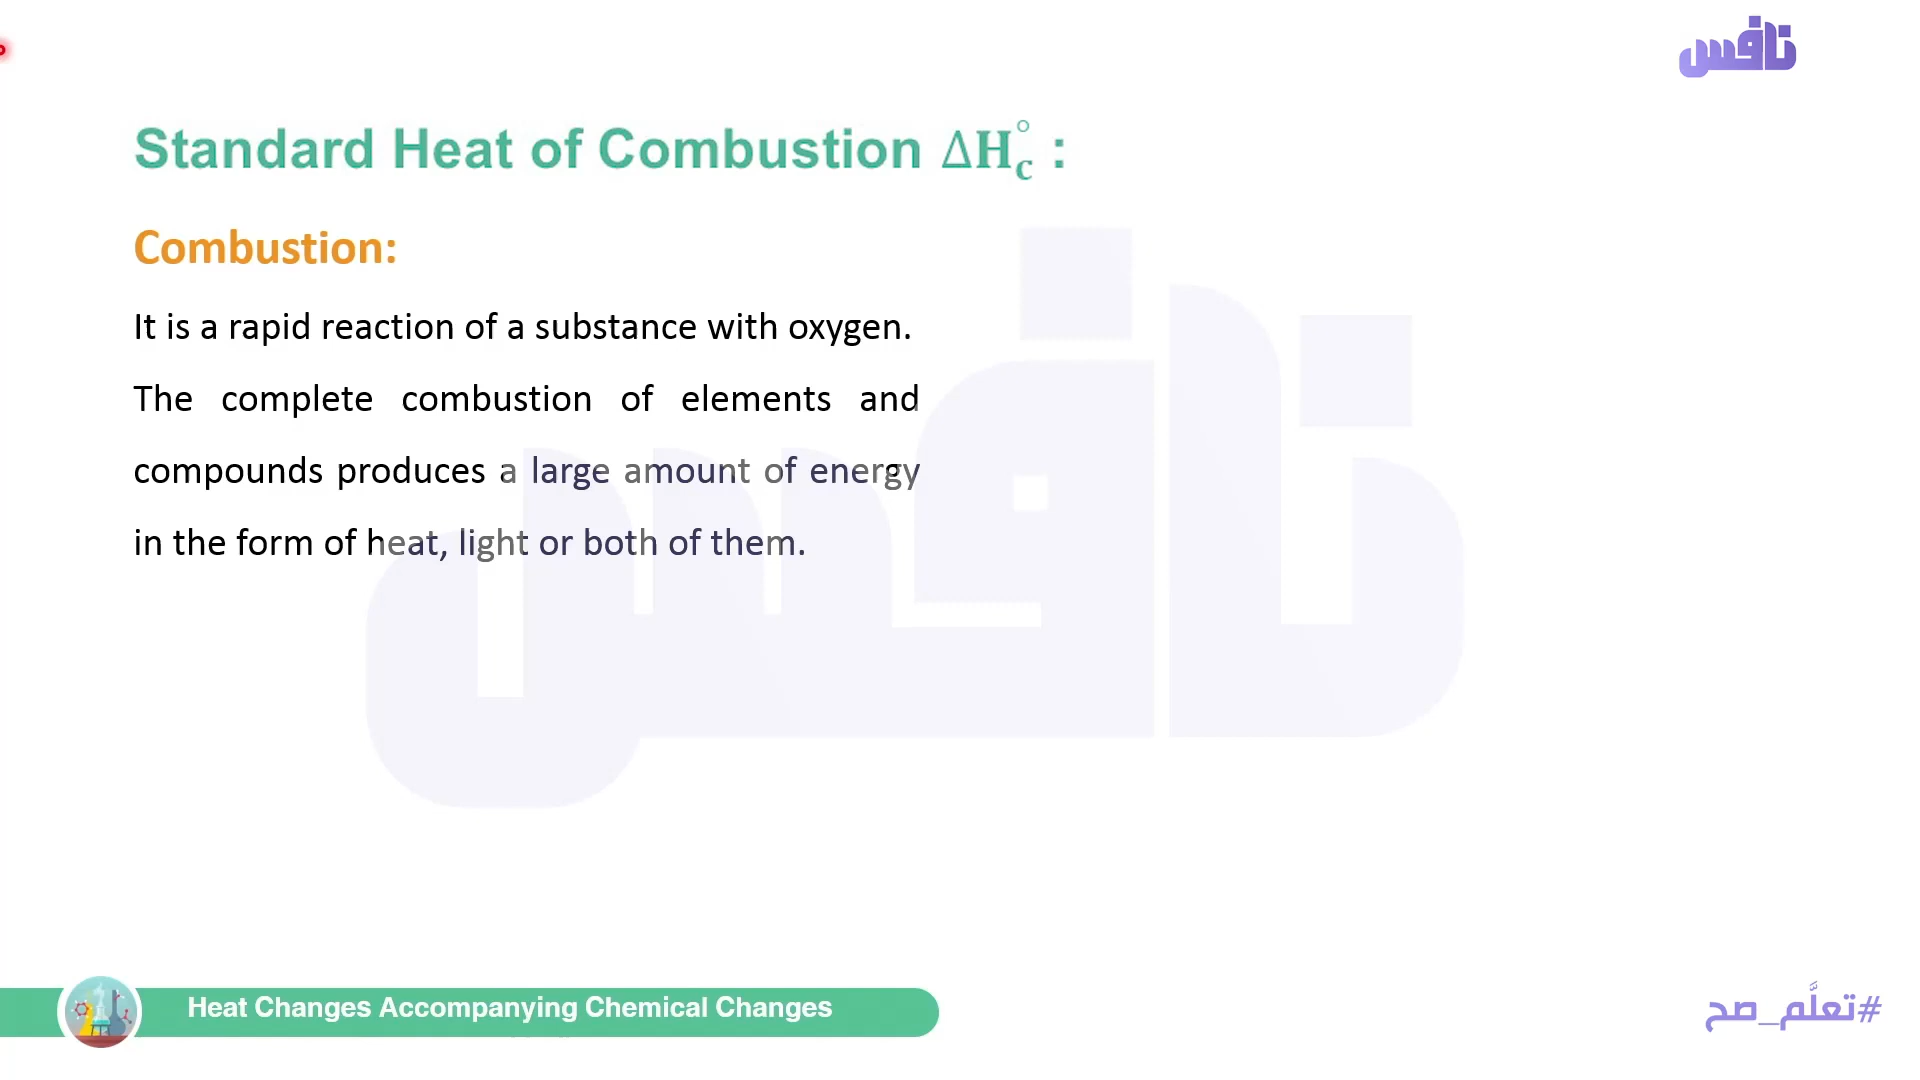 نافس
Standard Heat of Combustion ΔH°c :
Combustion:
It is a rapid reaction of a substance with oxygen.
The complete combustion of elements and
compounds produces a large amount of energy
in the form of heat, light or both of them.
نافس
Heat Changes Accompanying Chemical Changes
#تعلَّم_صح